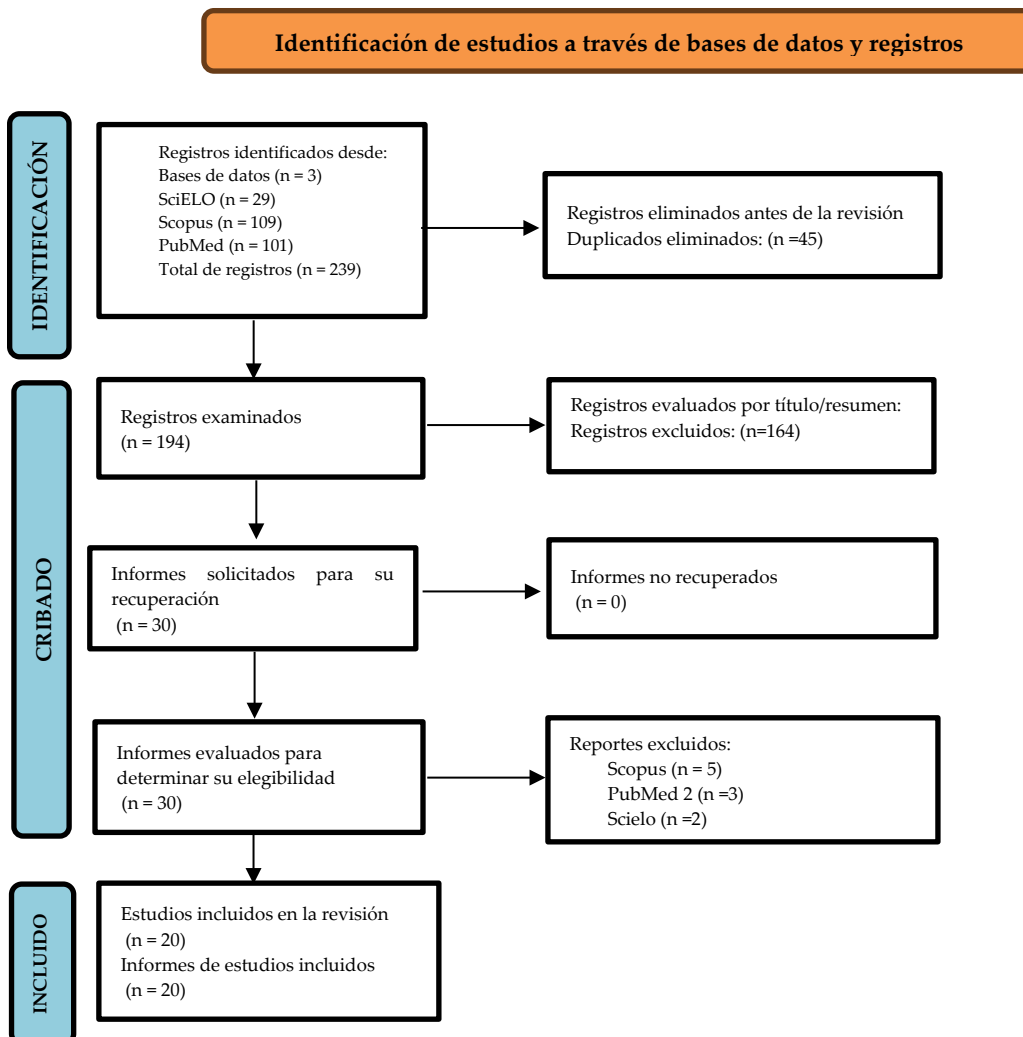 Identificación de estudios a través de bases de datos y registros
IDENTIFICACIÓN
Registros identificados desde:
Bases de datos (n = 3)
SciELO (n = 29)
Scopus (n = 109)
PubMed (n = 101)
Total de registros (n = 239)
Registros eliminados antes de la revisión
Duplicados eliminados: (n =45)
CRIBADO
Registros examinados
(n = 194)
Registros evaluados por título/resumen:
Registros excluidos: (n=164)
Informes solicitados para su
recuperación
(n = 30)
Informes no recuperados
(n = 0)
Informes evaluados para
determinar su elegibilidad
(n = 30)
Reportes excluidos:
Scopus (n = 5)
PubMed 2 (n =3)
Scielo (n =2)
INCLUIDO
Estudios incluidos en la revisión
(n = 20)
Informes de estudios incluidos
(n = 20)